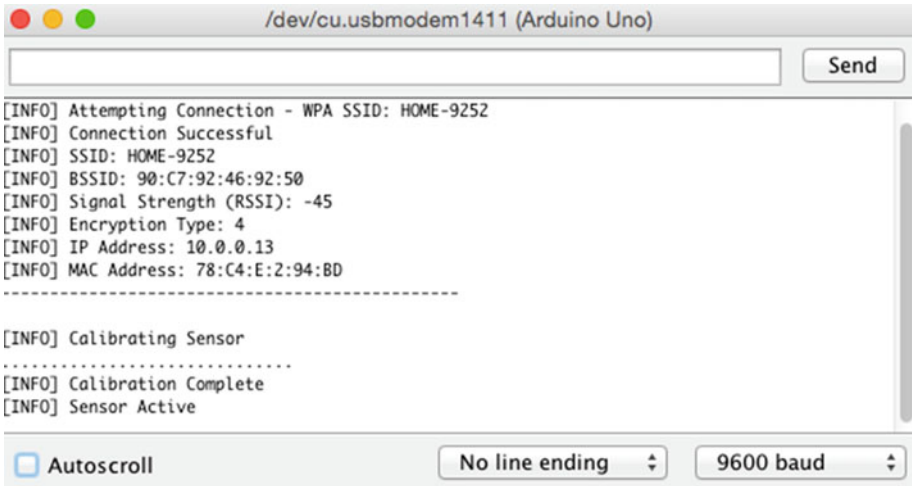 /dev/cu.usbmodem1411 (Arduino Uno)
Send
[INFO] Attempting Connection - WPA SSID: HOME-9252
[INFO] Connection Successful
[INFO] SSID: HOME-9252
[INFO] BSSID: 90:C7:92:46:92:50
[INFO] Signal Strength (RSSI): -45
[INFO] Encryption Type: 4
[INFO] IP Address: 10.0.0.13
[INFO] MAC Address: 78:C4:E:2:94:BD
------------------------------------------------
[INFO] Calibrating Sensor
..............................
[INFO] Calibration Complete
[INFO] Sensor Active
Autoscroll No line ending 9600 baud